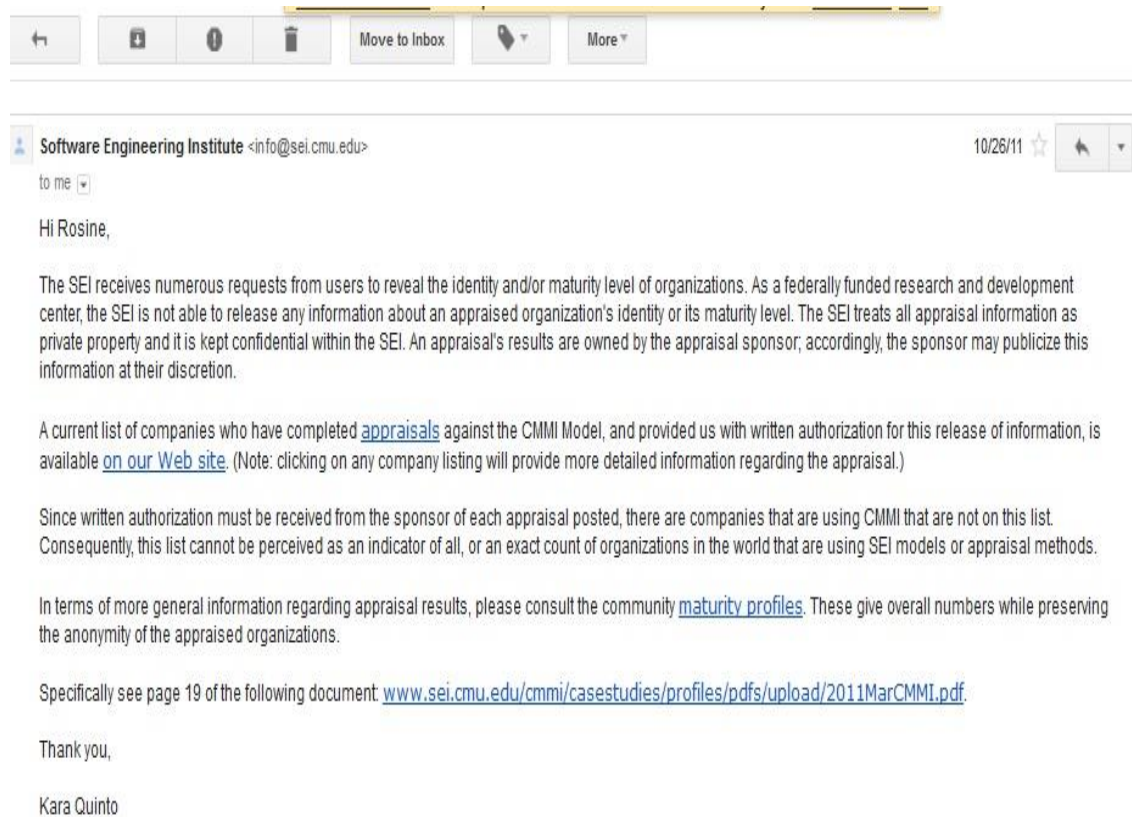 Move to Inbox
More
Software Engineering Institute <info@sei.cmu.edu>
10/26/11
to me
Hi Rosine,
The SEI receives numerous requests from users to reveal the identity and/or maturity level of organizations. As a federally funded research and development
center, the SEI is not able to release any information about an appraised organization's identity or its maturity level. The SEI treats all appraisal information as
private property and it is kept confidential within the SEI. An appraisal's results are owned by the appraisal sponsor; accordingly, the sponsor may publicize this
information at their discretion.
A current list of companies who have completed appraisals against the CMMI Model, and provided us with written authorization for this release of information, is
available on our Web site. (Note: clicking on any company listing will provide more detailed information regarding the appraisal.)
Since written authorization must be received from the sponsor of each appraisal posted, there are companies that are using CMMI that are not on this list.
Consequently, this list cannot be perceived as an indicator of all, or an exact count of organizations in the world that are using SEI models or appraisal methods.
In terms of more general information regarding appraisal results, please consult the community maturity profiles. These give overall numbers while preserving
the anonymity of the appraised organizations.
Specifically see page 19 of the following document: www.sei.cmu.edu/cmmi/casestudies/profiles/pdfs/upload/2011MarCMMI.pdf.
Thank you,
Kara Quinto